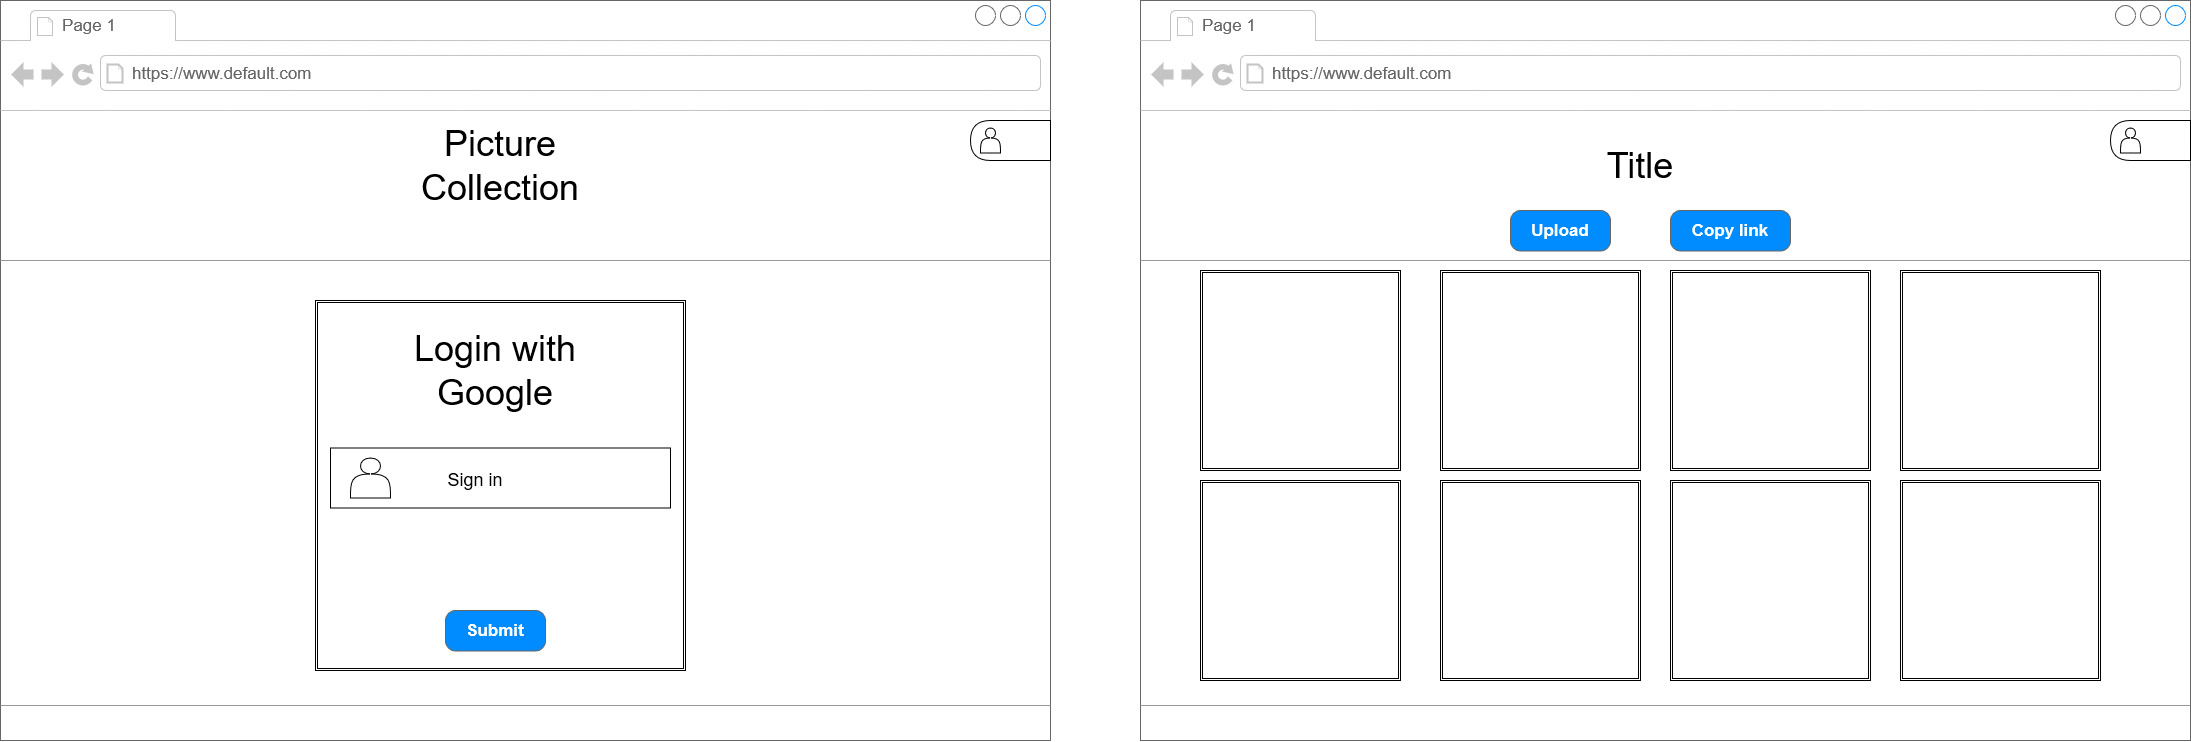 Page 1
https://www.default.com
Picture
Collection
Login with
Google
Sign in
Submit
Page 1
https://www.default.com
Title
Upload
Copy link